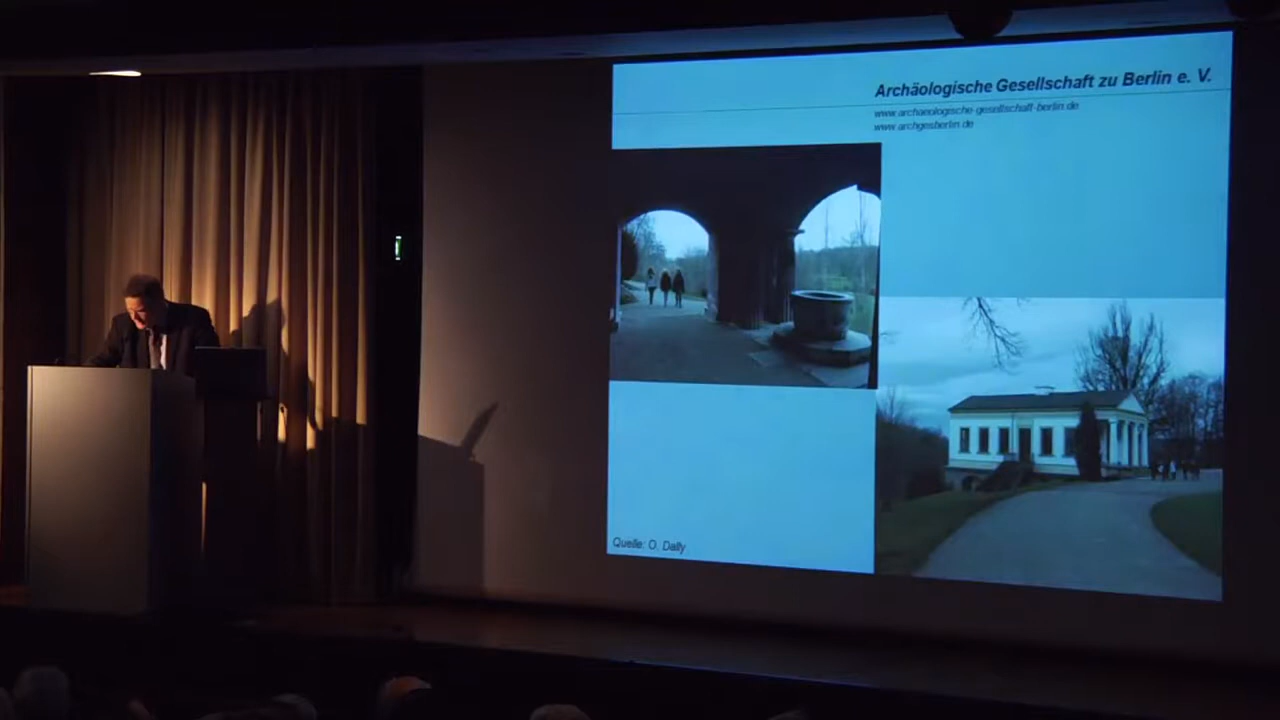 Archäologische Gesellschaft zu Berlin e. V.
www.archaeologische-gesellschaft-berlin.de
www.archgesberlin.de
Quelle: O. Dally